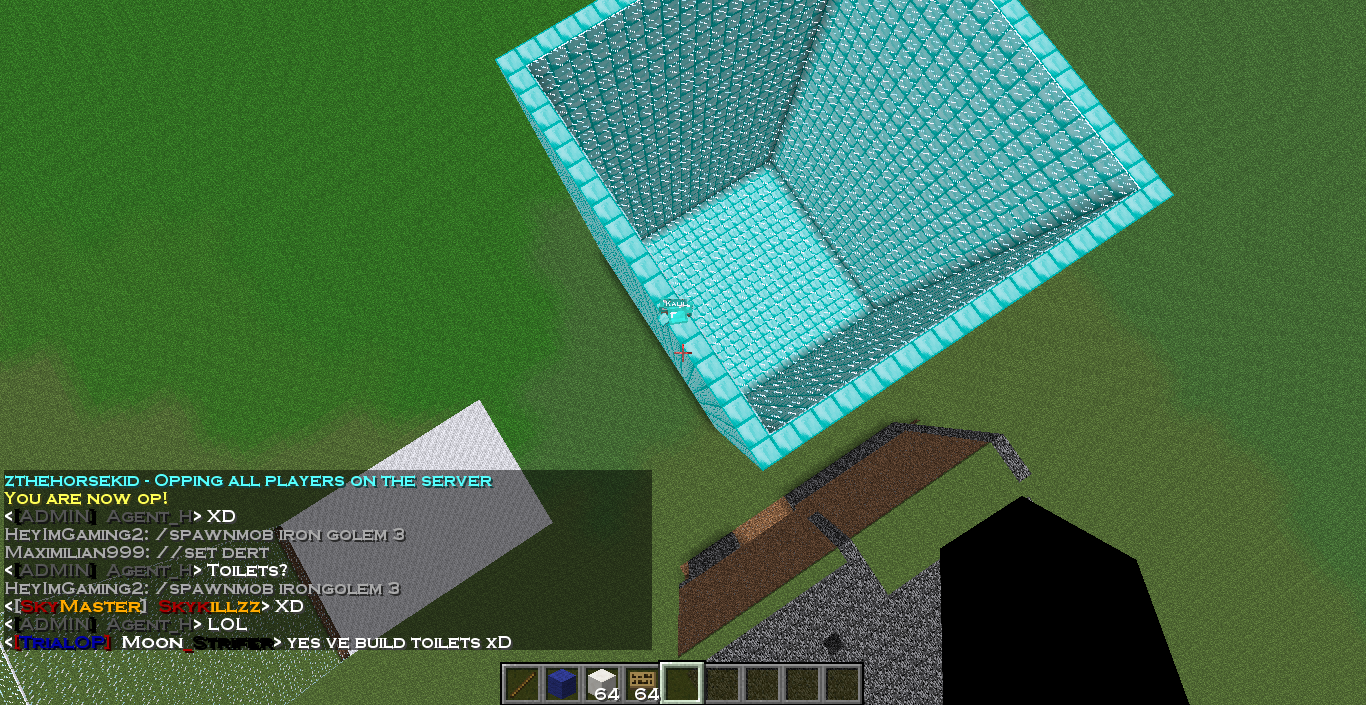 Kaul
zthehorsekid - Opping all players on the server
You are now op!
<[ADMIN] Agent_H> XD
HeyImGaming2: /spawnmob iron golem 3
Maximilian999: //set dert
<[ADMIN] Agent_H> Toilets?
HeyImGaming2: /spawnmob irongolem 3
<[SkyMaster] Skykillzz> XD
<[ADMIN] Agent_H> LOL
<[TrialOP] Moon_Strifer> yes ve build toilets xD
64 64